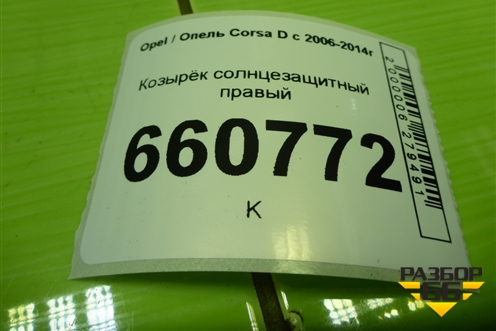 Opel / Опель Corsa D с 2006-2014г
Козырёк солнцезащитный
правый
660772
К
2000006279491
РАЗБОР
66